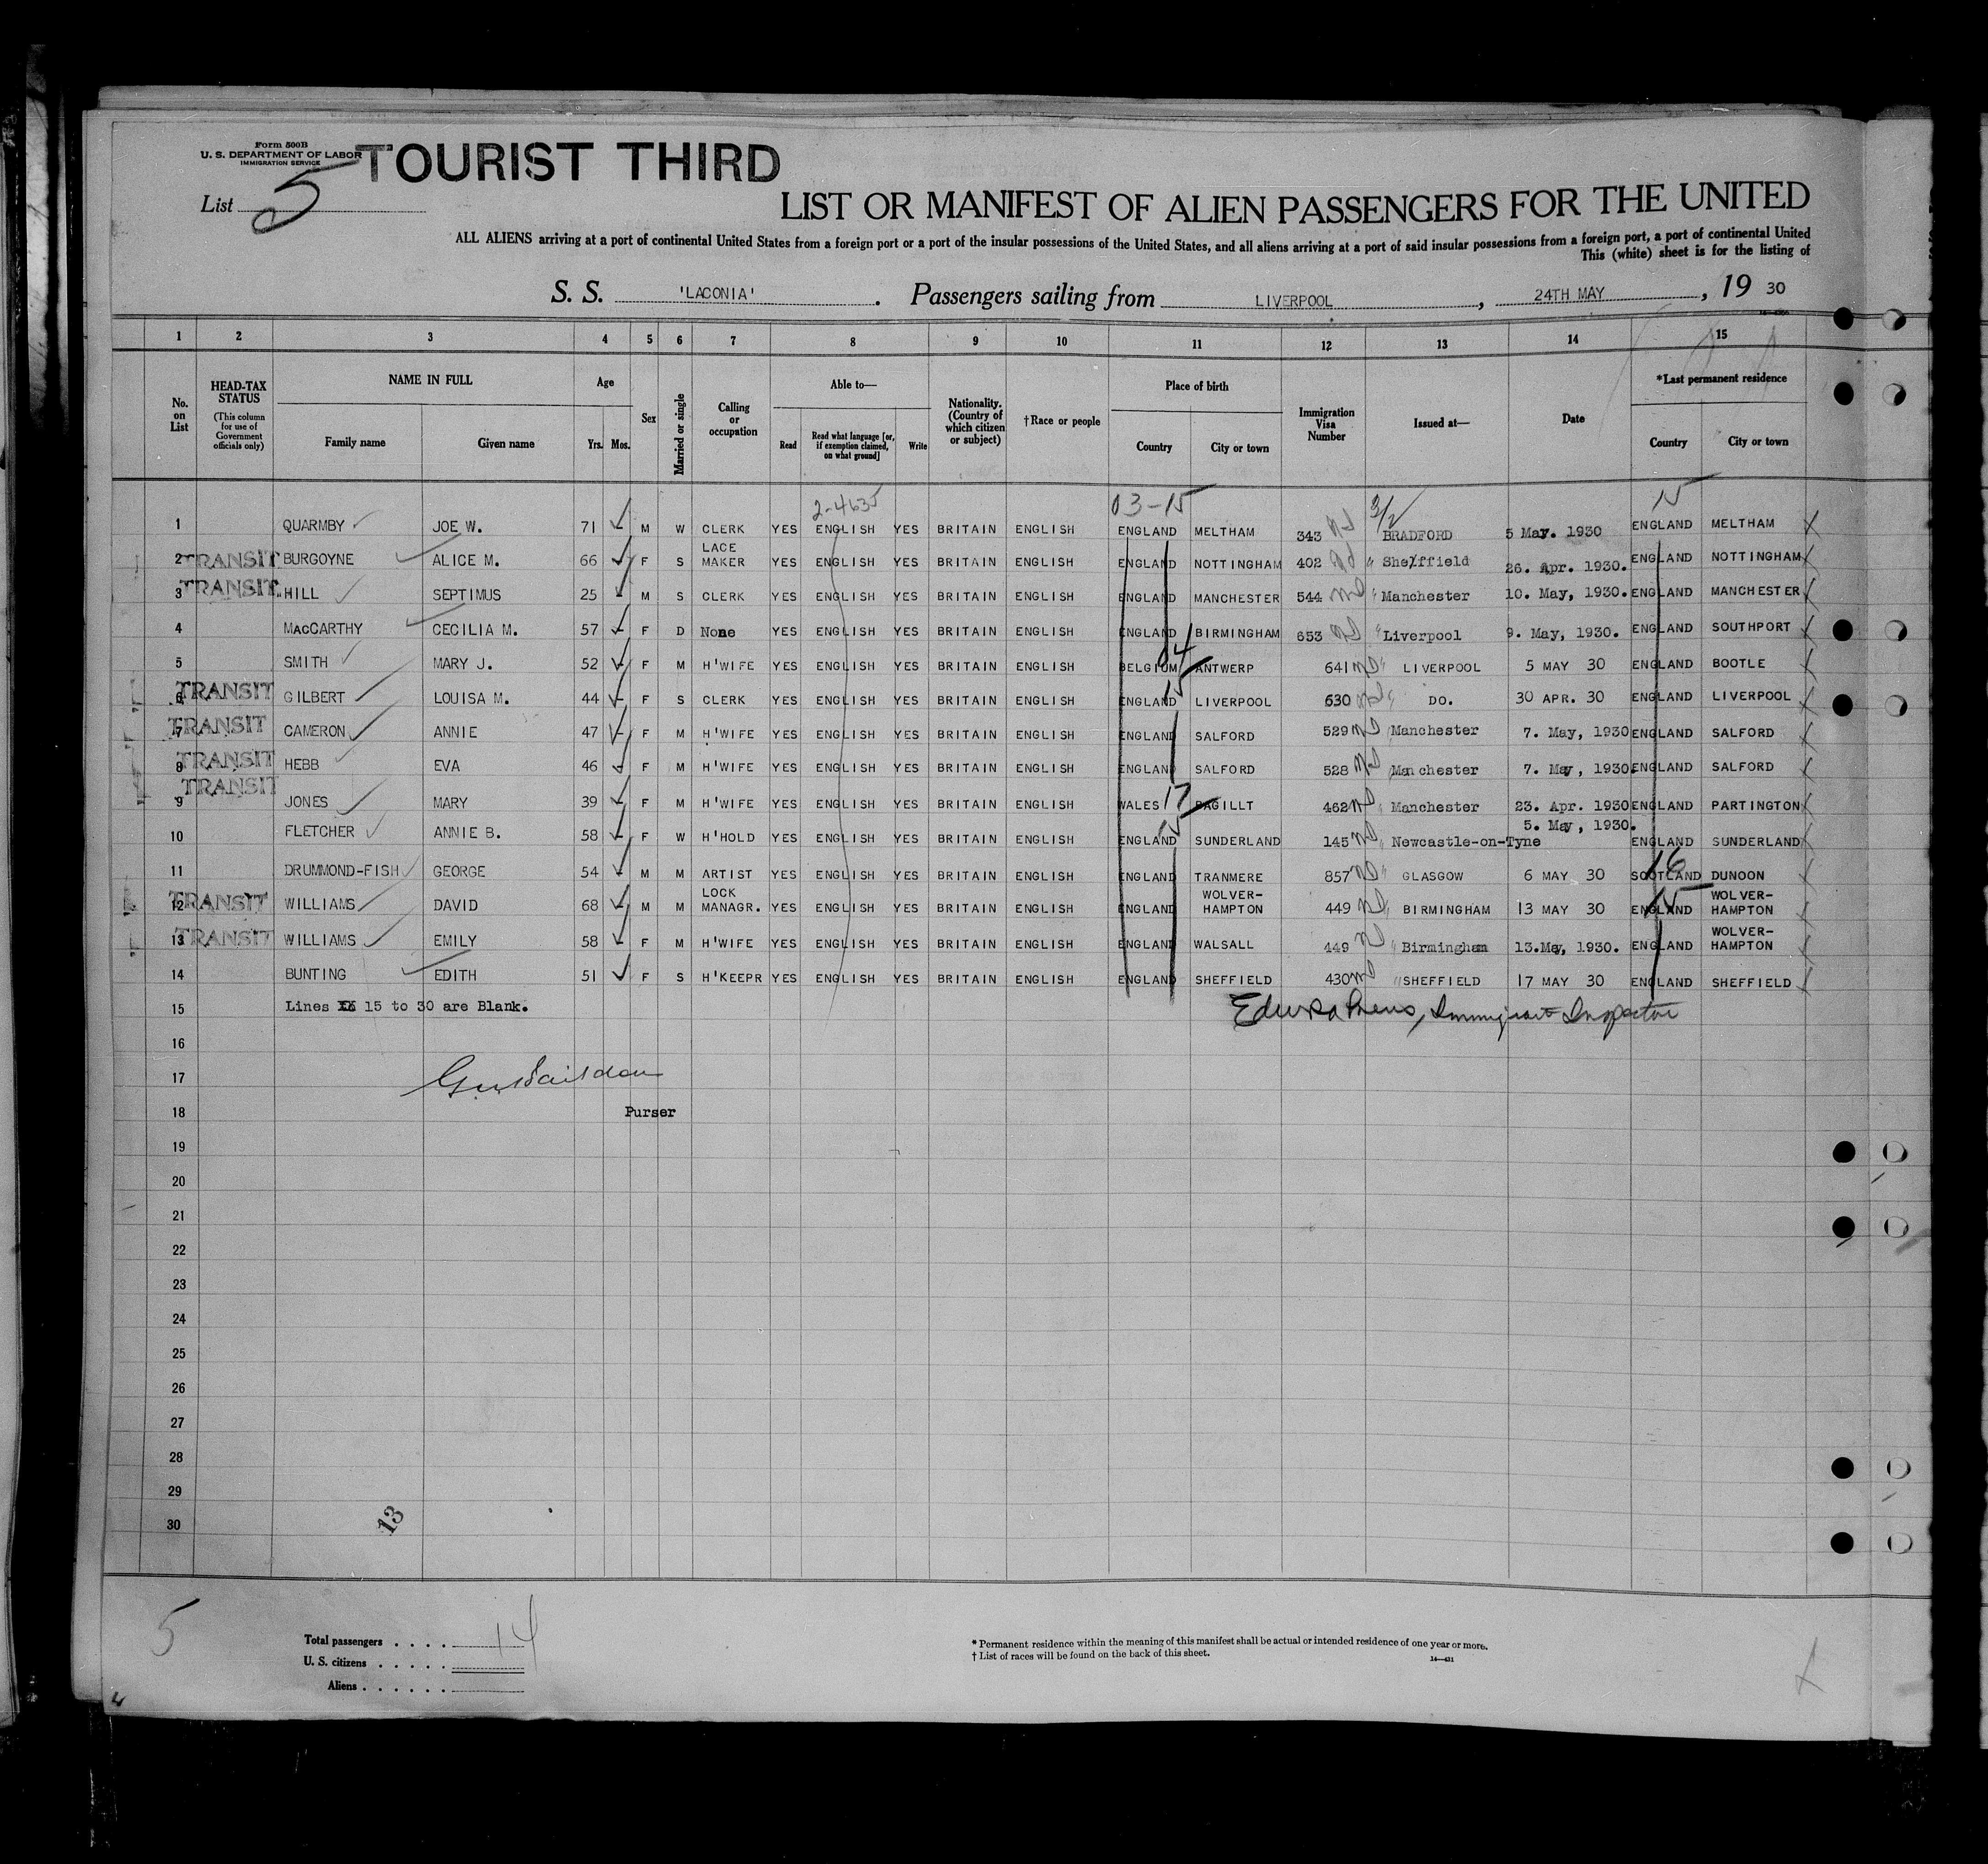 Form 500B
U. S. DEPARTMENT OF LABOR
IMMIGRATION SERVICE
TOURIST THIRD
List 5
LIST OR MANIFEST OF ALIEN PASSENGERS FOR THE UNITED
ALL ALIENS arriving at a port of continental United States from a foreign port or a port of the insular possessions of the United States, and all aliens arriving at a port of said insular possessions from a foreign port, a port of continental United
This (white) sheet is for the listing of
S. S. 'LACONIA'. Passengers sailing from LIVERPOOL, 24TH MAY, 19 30
1 2 3 4 5 6 7 8 9 10 11 12 13 14 15
No. on List
HEAD-TAX STATUS (This column for use of Government officials only)
NAME IN FULL Family name Given name
Age Yrs. Mos.
Sex
Married or single
Calling or occupation
Able to— Read Read what language [or, if exemption claimed, on what ground] Write
Nationality. (Country of which citizen or subject)
†Race or people
Place of birth Country City or town
Immigration Visa Number
Issued at—
Date
*Last permanent residence Country City or town
2-4635 03-15 3/2 15
1 QUARMBY JOE W. 71 M W CLERK YES ENGLISH YES BRITAIN ENGLISH ENGLAND MELTHAM 343 BRADFORD 5 May. 1930 ENGLAND MELTHAM
2 TRANSIT BURGOYNE ALICE M. 66 F S LACE MAKER YES ENGLISH YES BRITAIN ENGLISH ENGLAND NOTTINGHAM 402 Sheffield 26. Apr. 1930. ENGLAND NOTTINGHAM
3 TRANSIT HILL SEPTIMUS 25 M S CLERK YES ENGLISH YES BRITAIN ENGLISH ENGLAND MANCHESTER 544 Manchester 10. May, 1930. ENGLAND MANCHESTER
4 MacCARTHY CECILIA M. 57 F D None YES ENGLISH YES BRITAIN ENGLISH ENGLAND BIRMINGHAM 653 Liverpool 9. May, 1930. ENGLAND SOUTHPORT
5 SMITH MARY J. 52 F M H'WIFE YES ENGLISH YES BRITAIN ENGLISH BELGIUM 04 ANTWERP 641 LIVERPOOL 5 MAY 30 ENGLAND BOOTLE
6 TRANSIT GILBERT LOUISA M. 44 F S CLERK YES ENGLISH YES BRITAIN ENGLISH ENGLAND 15 LIVERPOOL 630 DO. 30 APR. 30 ENGLAND LIVERPOOL
7 TRANSIT CAMERON ANNIE 47 F M H'WIFE YES ENGLISH YES BRITAIN ENGLISH ENGLAND SALFORD 529 Manchester 7. May, 1930 ENGLAND SALFORD
8 TRANSIT HEBB EVA 46 F M H'WIFE YES ENGLISH YES BRITAIN ENGLISH ENGLAND SALFORD 528 Manchester 7. May, 1930. ENGLAND SALFORD
9 TRANSIT JONES MARY 39 F M H'WIFE YES ENGLISH YES BRITAIN ENGLISH WALES 17 BAGILLT 462 Manchester 23. Apr. 1930 ENGLAND PARTINGTON
10 FLETCHER ANNIE B. 58 F W H'HOLD YES ENGLISH YES BRITAIN ENGLISH ENGLAND 15 SUNDERLAND 145 Newcastle-on-Tyne 5. May, 1930. ENGLAND SUNDERLAND
11 DRUMMOND-FISH GEORGE 54 M M ARTIST YES ENGLISH YES BRITAIN ENGLISH ENGLAND TRANMERE 857 GLASGOW 6 MAY 30 SCOTLAND 16 DUNOON
12 TRANSIT WILLIAMS DAVID 68 M M LOCK MANAGR. YES ENGLISH YES BRITAIN ENGLISH ENGLAND WOLVER-HAMPTON 449 BIRMINGHAM 13 MAY 30 ENGLAND 15 WOLVER-HAMPTON
13 TRANSIT WILLIAMS EMILY 58 F M H'WIFE YES ENGLISH YES BRITAIN ENGLISH ENGLAND WALSALL 449 Birmingham 13.May, 1930. ENGLAND WOLVER-HAMPTON
14 BUNTING EDITH 51 F S H'KEEPR YES ENGLISH YES BRITAIN ENGLISH ENGLAND SHEFFIELD 430 SHEFFIELD 17 MAY 30 ENGLAND SHEFFIELD
15 Lines 15 to 30 are Blank.
Immigrant Inspector
16
17
18 Purser
19
20
21
22
23
24
25
26
27
28
29
30
13
5
Total passengers . . . . 14
U. S. citizens . . . . .
Aliens . . . . . .
* Permanent residence within the meaning of this manifest shall be actual or intended residence of one year or more.
† List of races will be found on the back of this sheet.
14—431